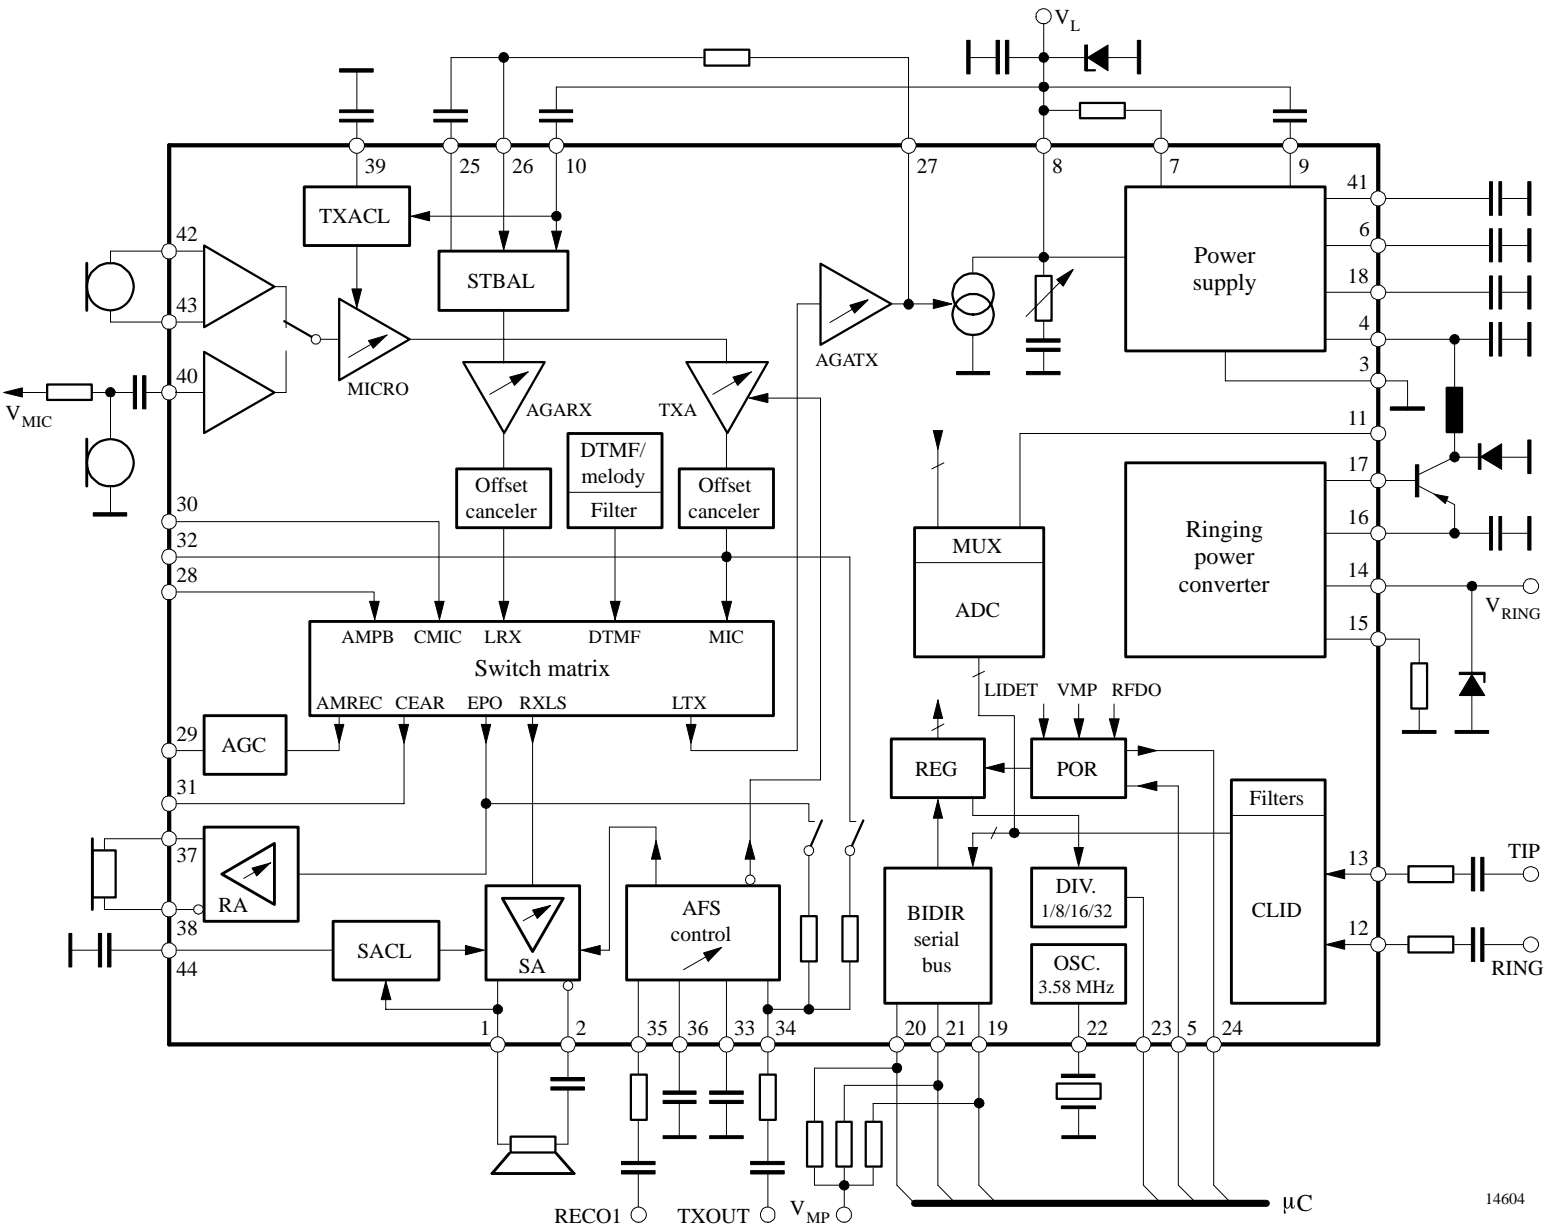 V L
39
25
26
10
27
8
7
9
41
TXACL
42
6
Power
supply
STBAL
18
43
4
AGATX
3
40
MICRO
V MIC
AGARX
TXA
11
DTMF/
melody
17
Offset
canceler
Offset
canceler
30
Filter
16
Ringing
power
converter
32
MUX
28
14
ADC
V RING
15
AMPB
CMIC
LRX
DTMF
MIC
Switch matrix
LIDET
VMP
RFDO
AMREC
CEAR
EPO
RXLS
LTX
29
AGC
REG
POR
31
Filters
37
13
TIP
DIV.
1/8/16/32
RA
AFS
control
BIDIR
serial
bus
CLID
38
12
SACL
SA
OSC.
3.58 MHz
RING
44
1
2
35
36
33
34
20
21
19
22
23
5
24
RECO1
TXOUT
V MP
μC
14604